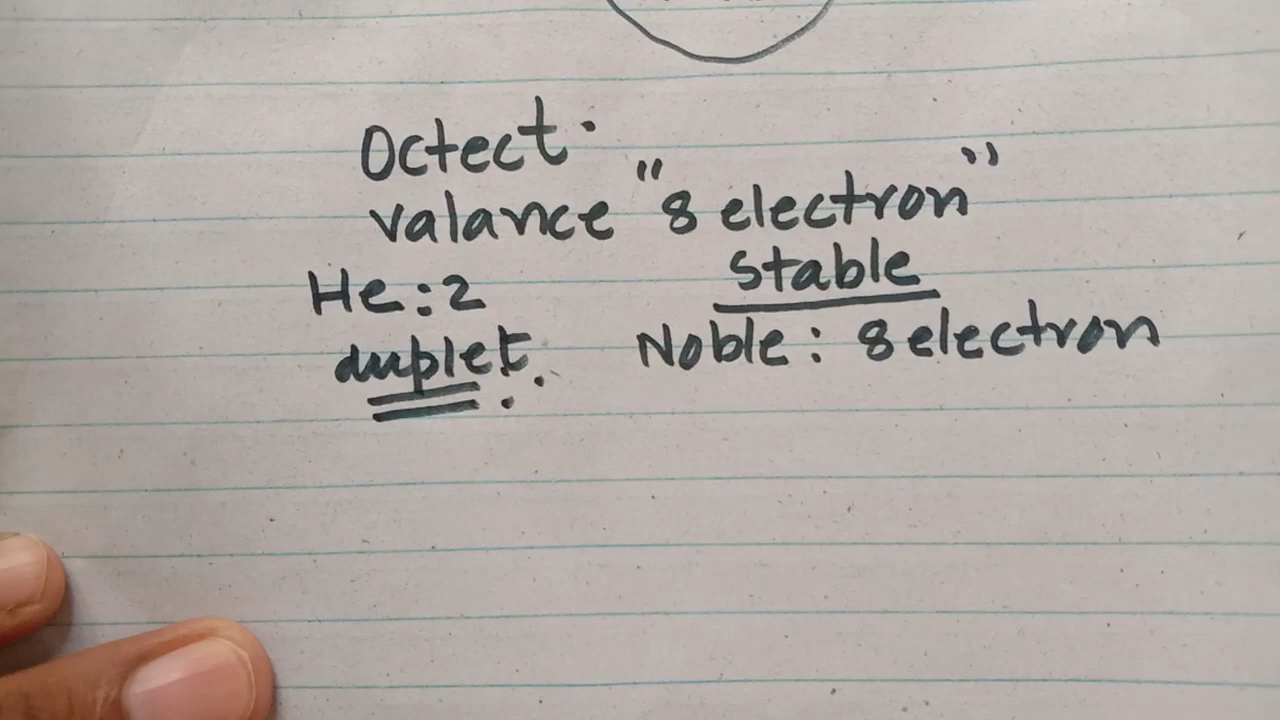 Octect.
valance "8 electron"
stable
He:2
duplet.
Noble: 8 electron